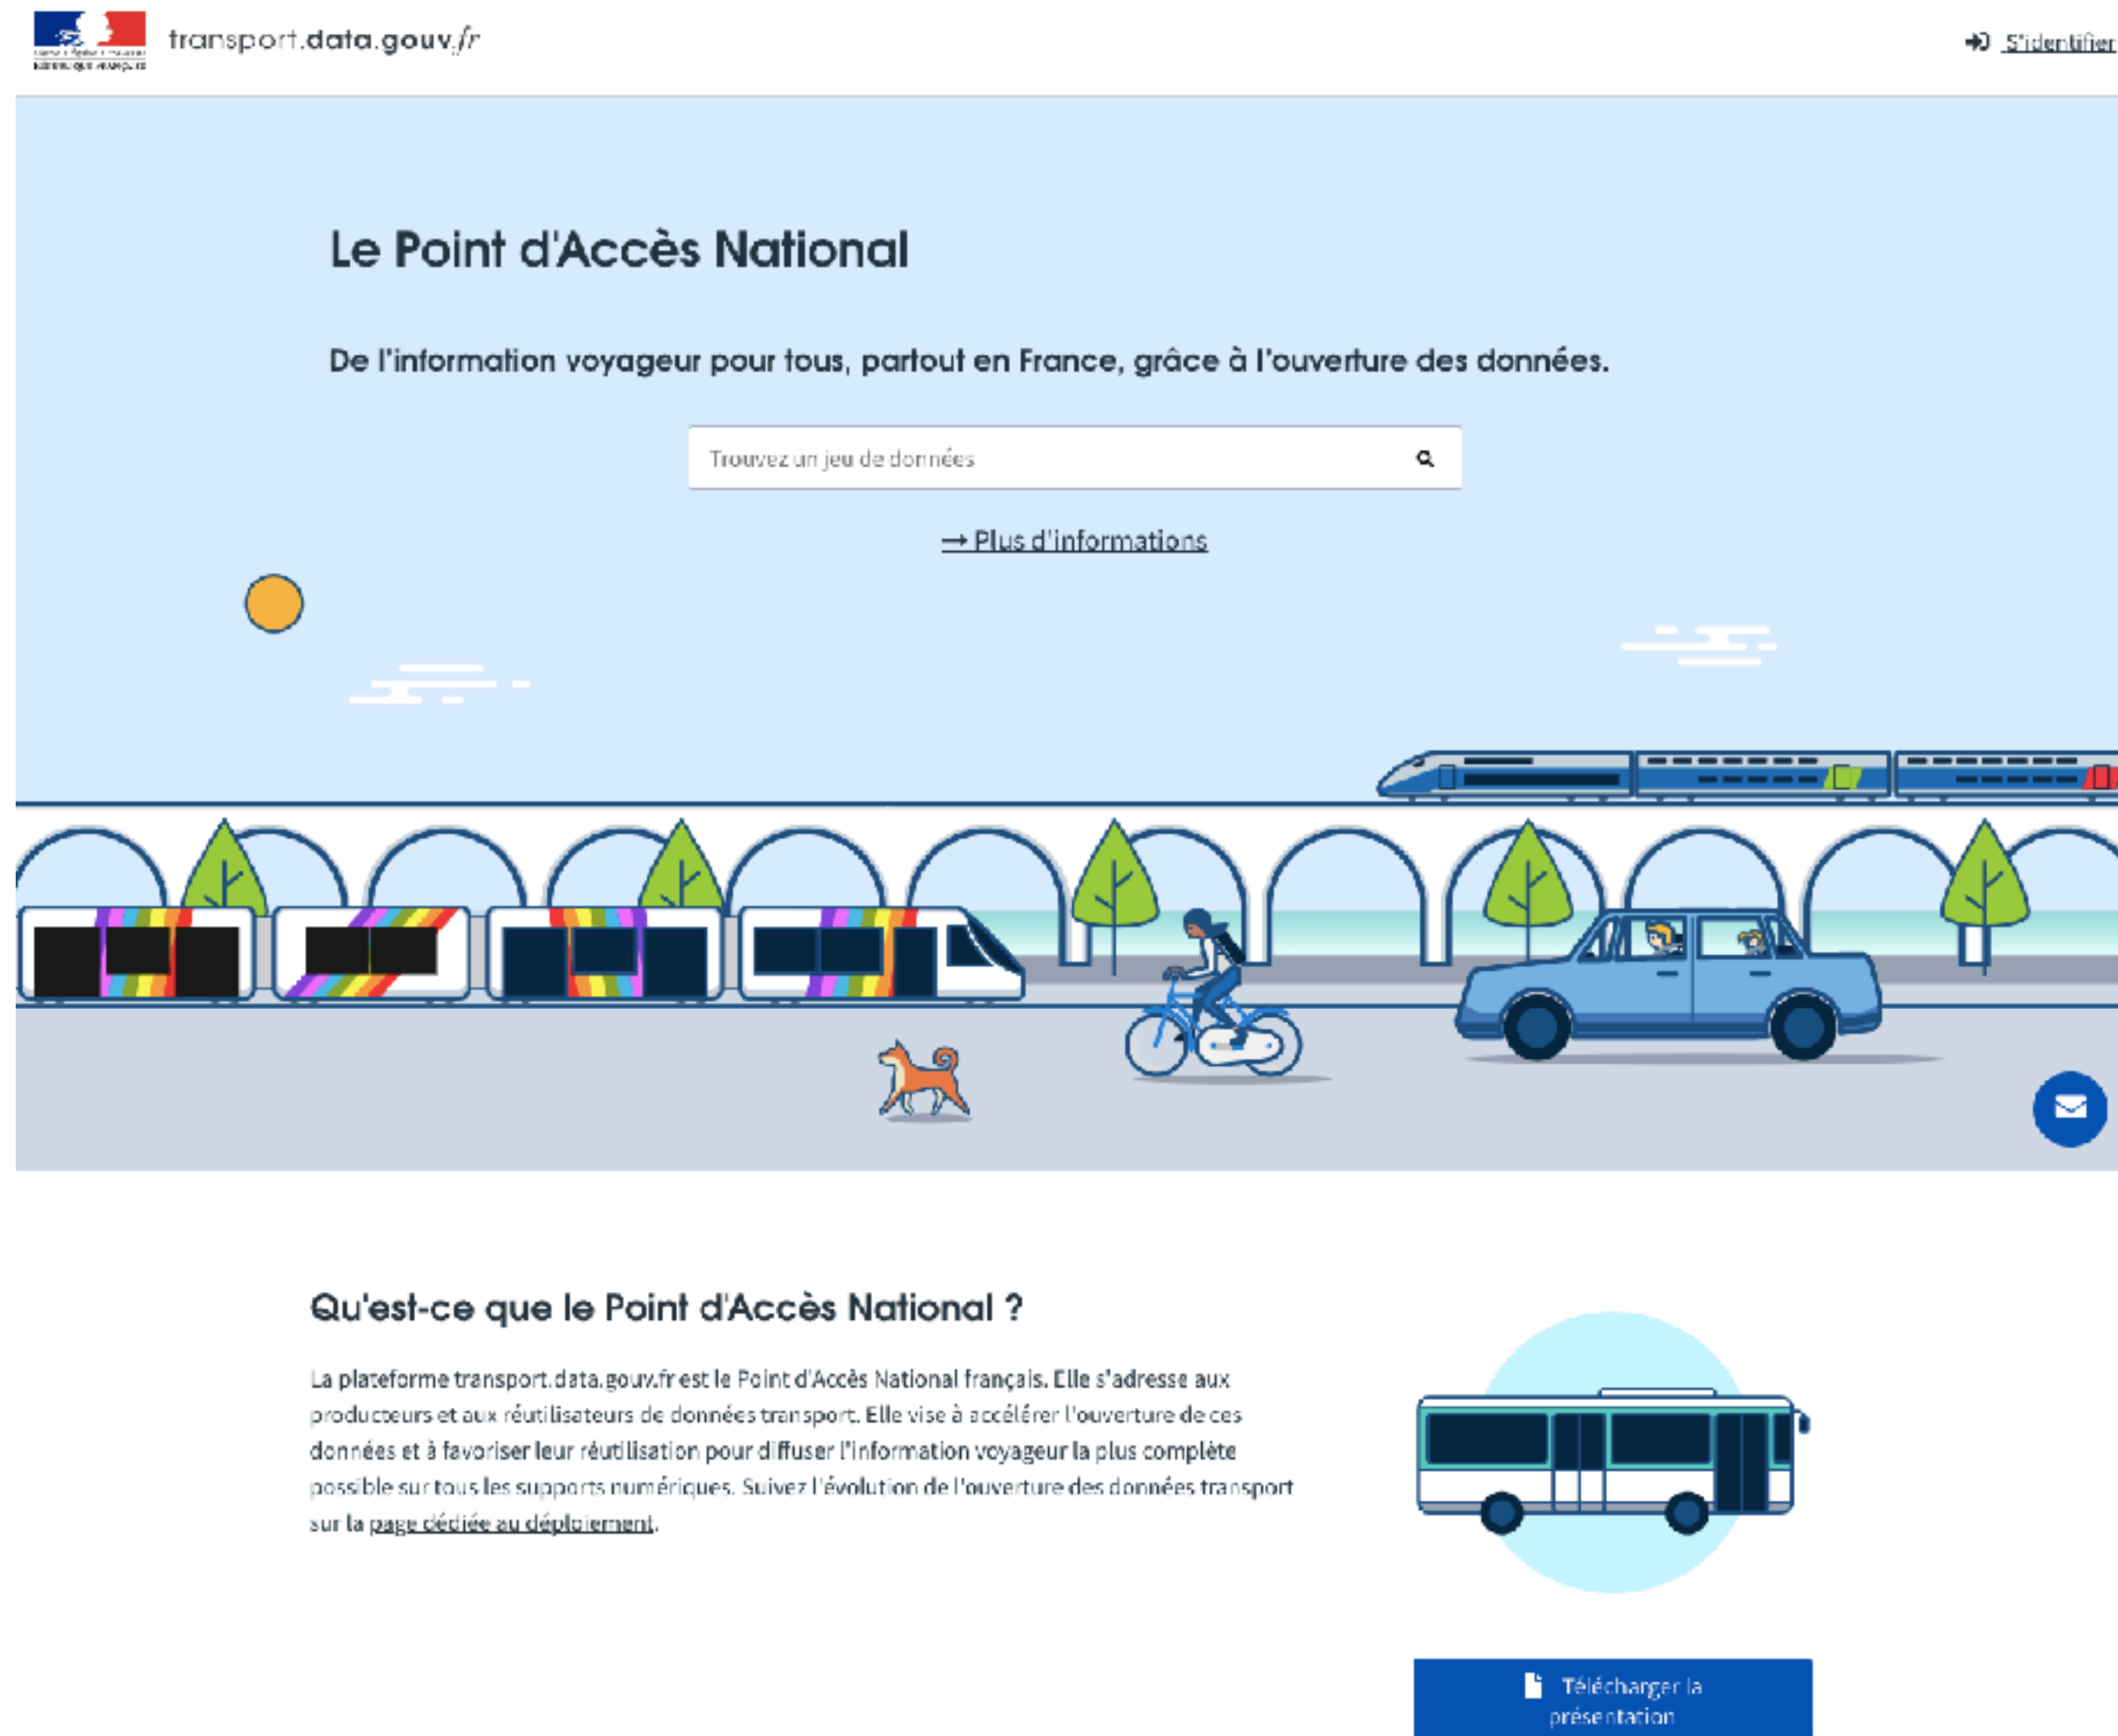 transport.data.gouv.fr
S'identifier
Le Point d'Accès National
De l'information voyageur pour tous, partout en France, grâce à l'ouverture des données.
Trouvez un jeu de données
→ Plus d'informations
Qu'est-ce que le Point d'Accès National ?
La plateforme transport.data.gouv.fr est le Point d'Accès National français. Elle s'adresse aux
producteurs et aux réutilisateurs de données transport. Elle vise à accélérer l'ouverture de ces
données et à favoriser leur réutilisation pour diffuser l'information voyageur la plus complète
possible sur tous les supports numériques. Suivez l'évolution de l'ouverture des données transport
sur la page dédiée au déploiement.
Télécharger la
présentation